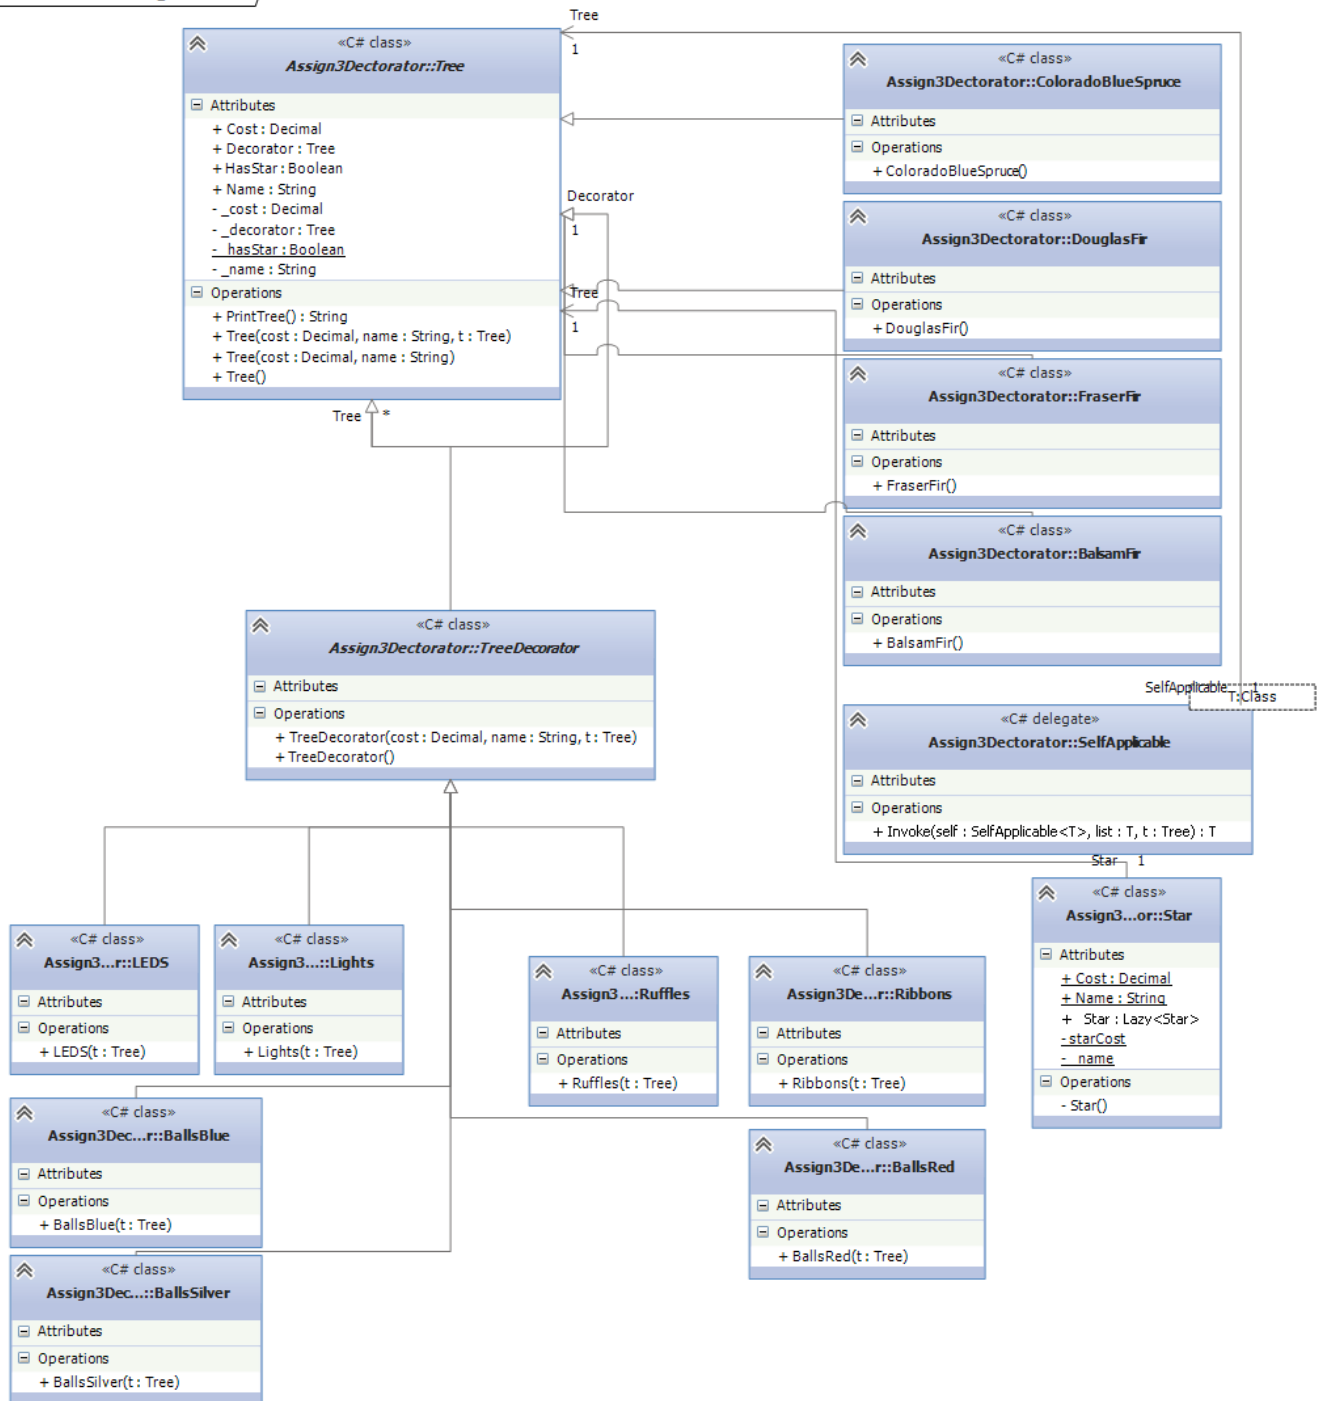 Tree
1
«C# class»
Assign3Dectorator::Tree
Attributes
+ Cost : Decimal
+ Decorator : Tree
+ HasStar : Boolean
+ Name : String
- _cost : Decimal
- _decorator : Tree
- _hasStar : Boolean
- _name : String
Operations
+ PrintTree() : String
+ Tree(cost : Decimal, name : String, t : Tree)
+ Tree(cost : Decimal, name : String)
+ Tree()
Decorator
1
Tree
1
Tree
*
«C# class»
Assign3Dectorator::ColoradoBlueSpruce
Attributes
Operations
+ ColoradoBlueSpruce()
«C# class»
Assign3Dectorator::DouglasFir
Attributes
Operations
+ DouglasFir()
«C# class»
Assign3Dectorator::FraserFir
Attributes
Operations
+ FraserFir()
«C# class»
Assign3Dectorator::BalsamFir
Attributes
Operations
+ BalsamFir()
«C# class»
Assign3Dectorator::TreeDecorator
Attributes
Operations
+ TreeDecorator(cost : Decimal, name : String, t : Tree)
+ TreeDecorator()
SelfApplicable
1
T:Class
«C# delegate»
Assign3Dectorator::SelfApplicable
Attributes
Operations
+ Invoke(self : SelfApplicable<T>, list : T, t : Tree) : T
Star 1
«C# class»
Assign3...or::Star
Attributes
+ Cost : Decimal
+ Name : String
+ Star : Lazy<Star>
- starCost
- _name
Operations
- Star()
«C# class»
Assign3...r::LEDS
Attributes
Operations
+ LEDS(t : Tree)
«C# class»
Assign3...::Lights
Attributes
Operations
+ Lights(t : Tree)
«C# class»
Assign3...:Ruffles
Attributes
Operations
+ Ruffles(t : Tree)
«C# class»
Assign3De...r::Ribbons
Attributes
Operations
+ Ribbons(t : Tree)
«C# class»
Assign3Dec...r::BallsBlue
Attributes
Operations
+ BallsBlue(t : Tree)
«C# class»
Assign3De...r::BallsRed
Attributes
Operations
+ BallsRed(t : Tree)
«C# class»
Assign3Dec...::BallsSilver
Attributes
Operations
+ BallsSilver(t : Tree)